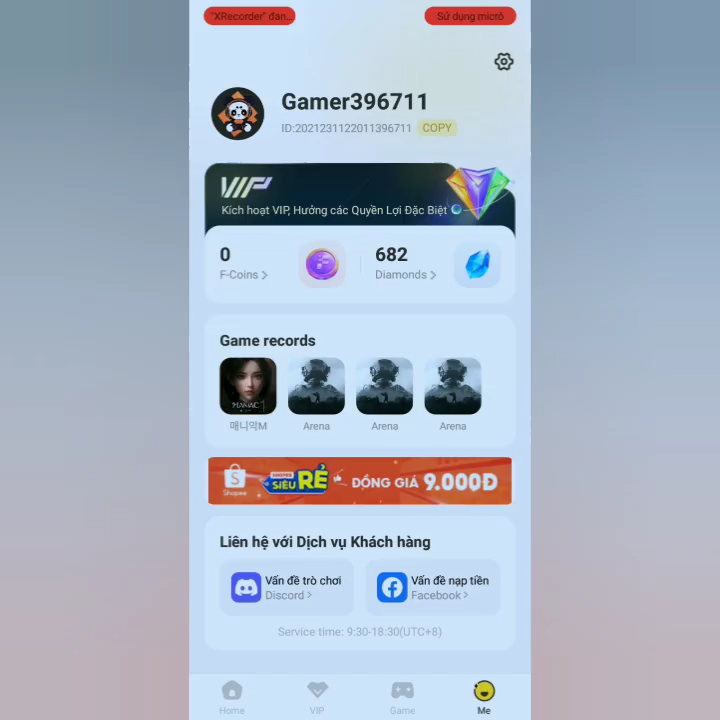 "XRecorder" đan...
Sử dụng micrô
Gamer396711
ID:2021231122011396711 COPY
VIP
Kích hoạt VIP, Hưởng các Quyền Lợi Đặc Biệt
0
F-Coins >
682
Diamonds >
Game records
MANIAC
매니악M
Arena
Arena
Arena
S
Shopee
SHOPEE
SIÊU RẺ
ĐỒNG GIÁ 9.000Đ
Liên hệ với Dịch vụ Khách hàng
Vấn đề trò chơi
Discord >
Vấn đề nạp tiền
Facebook >
Service time: 9:30-18:30(UTC+8)
Home
VIP
Game
Me